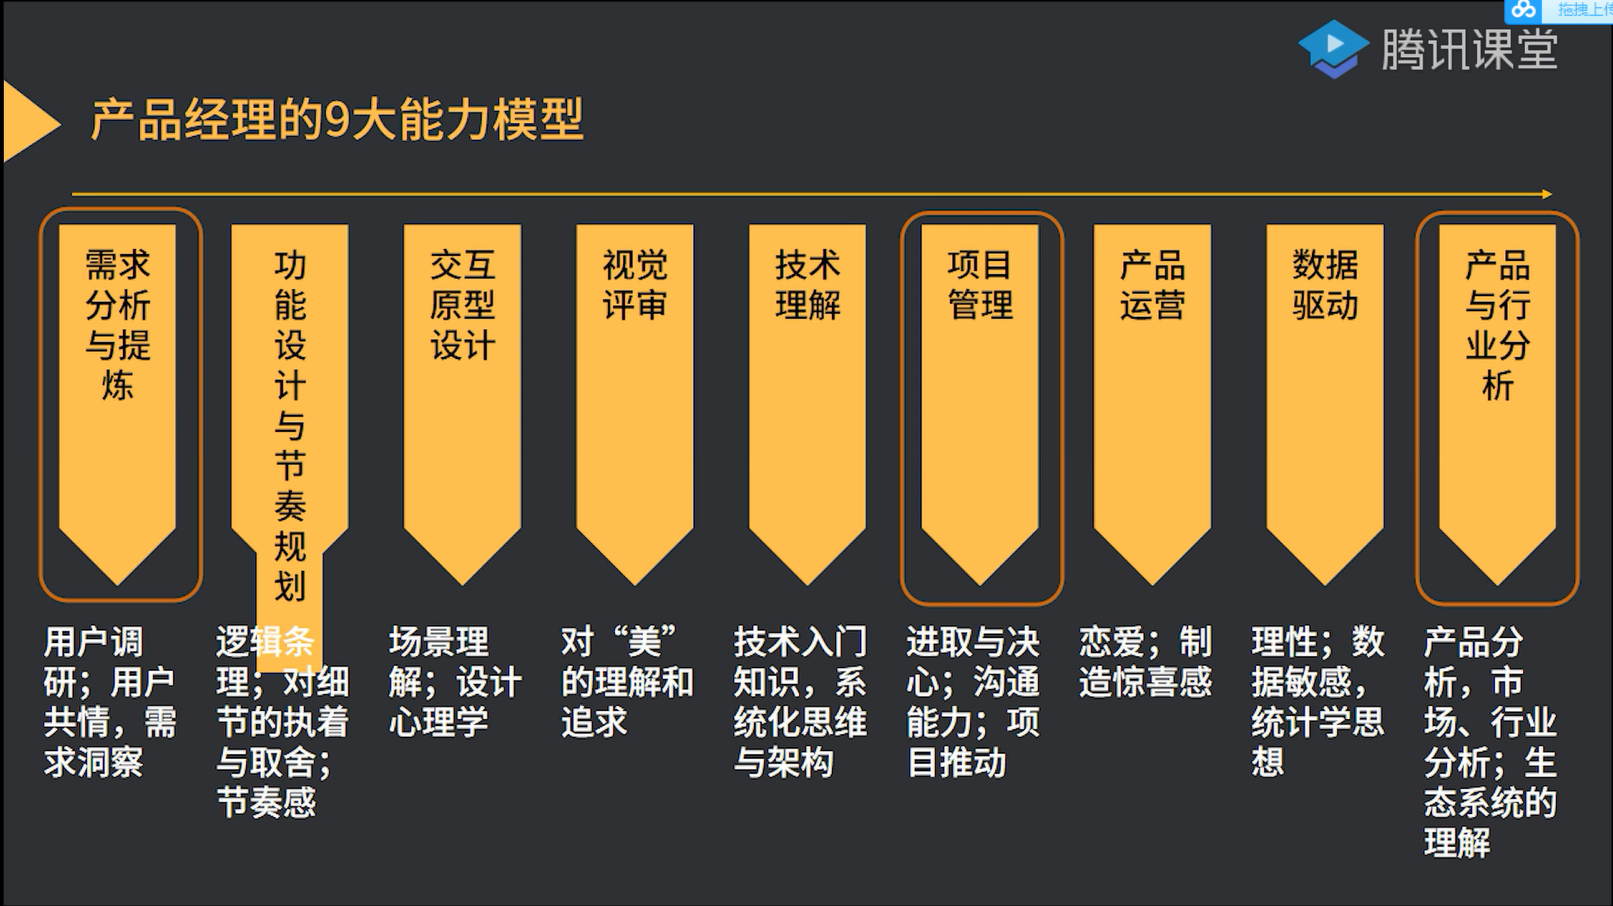 拖拽上传
腾讯课堂
产品经理的9大能力模型
需求
分析
与提
炼
功
能
设
计
与
节
奏
规
划
交互
原型
设计
视觉
评审
技术
理解
项目
管理
产品
运营
数据
驱动
产品
与行
业分
析
用户调
研；用户
共情，需
求洞察
逻辑条
理；对细
节的执着
与取舍；
节奏感
场景理
解；设计
心理学
对“美”
的理解和
追求
技术入门
知识，系
统化思维
与架构
进取与决
心；沟通
能力；项
目推动
恋爱；制
造惊喜感
理性；数
据敏感，
统计学思
想
产品分
析，市
场、行业
分析；生
态系统的
理解